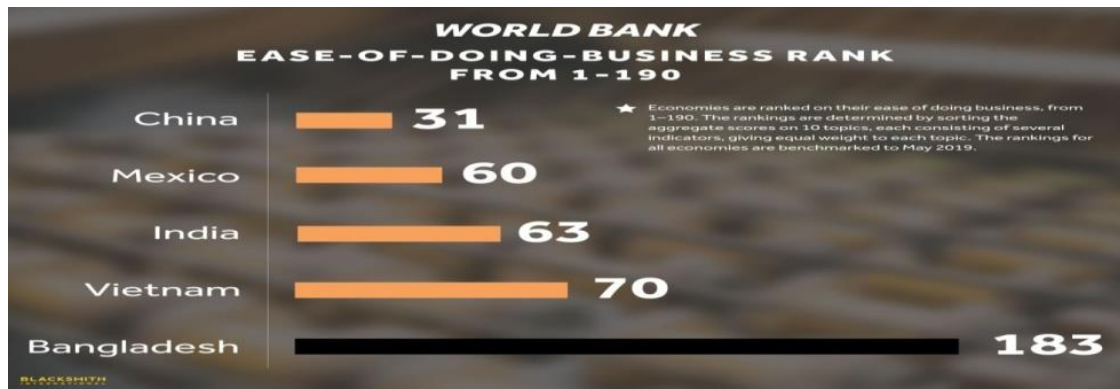 WORLD BANK
EASE-OF-DOING-BUSINESS RANK
FROM 1-190
★ Economies are ranked on their ease of doing business, from
1–190. The rankings are determined by sorting the
aggregate scores on 10 topics, each consisting of several
indicators, giving equal weight to each topic. The rankings for
all economies are benchmarked to May 2019.
China 31
Mexico 60
India 63
Vietnam 70
Bangladesh 183
BLACKSMITH
INTERNATIONAL